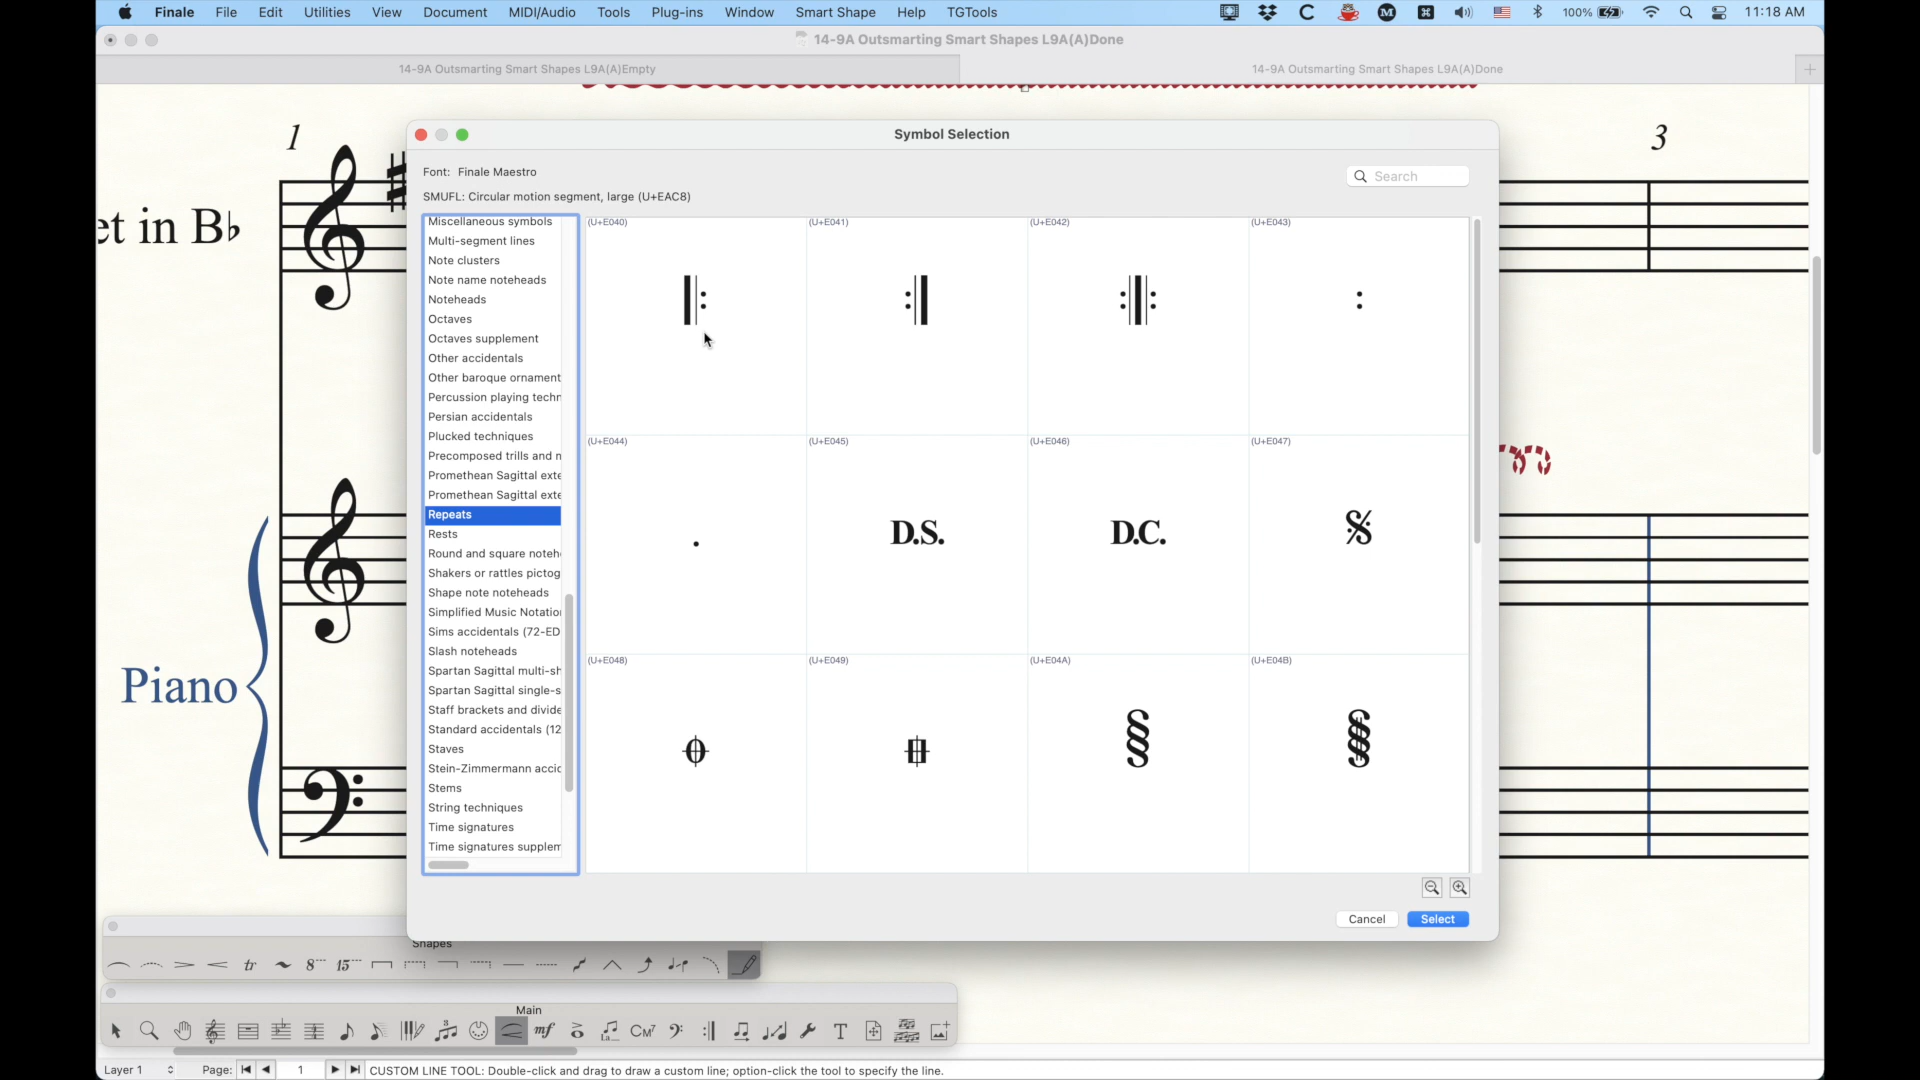 Finale File Edit Utilities View Document MIDI/Audio Tools Plug-ins Window Smart Shape Help TGTools 100% 11:18 AM
14-9A Outsmarting Smart Shapes L9A(A)Done
14-9A Outsmarting Smart Shapes L9A(A)Empty 14-9A Outsmarting Smart Shapes L9A(A)Done
1 3
et in B♭
Piano
Symbol Selection
Font: Finale Maestro
Search
SMUFL: Circular motion segment, large (U+EAC8)
Miscellaneous symbols
Multi-segment lines
Note clusters
Note name noteheads
Noteheads
Octaves
Octaves supplement
Other accidentals
Other baroque ornament
Percussion playing techn
Persian accidentals
Plucked techniques
Precomposed trills and m
Promethean Sagittal exte
Promethean Sagittal exte
Repeats
Rests
Round and square noteh
Shakers or rattles pictog
Shape note noteheads
Simplified Music Notatio
Sims accidentals (72-ED
Slash noteheads
Spartan Sagittal multi-sh
Spartan Sagittal single-s
Staff brackets and divide
Standard accidentals (12
Staves
Stein-Zimmermann accid
Stems
String techniques
Time signatures
Time signatures supplem
(U+E040) (U+E041) (U+E042) (U+E043)
(U+E044) (U+E045) (U+E046) (U+E047)
D.S. D.C.
(U+E048) (U+E049) (U+E04A) (U+E04B)
Cancel Select
Shapes
tr 8 15
Main
mf CM7 T
Layer 1 Page: 1 CUSTOM LINE TOOL: Double-click and drag to draw a custom line; option-click the tool to specify the line.